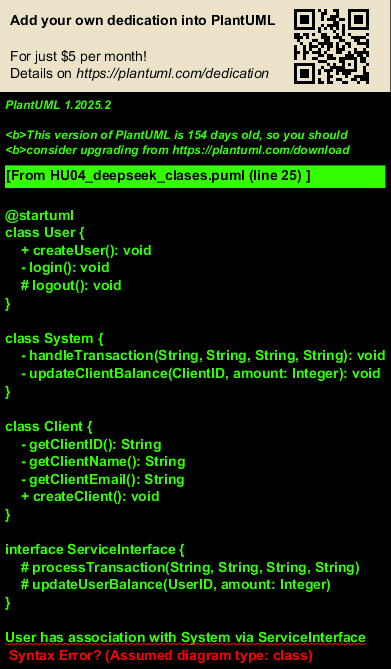 Add your own dedication into PlantUML
For just $5 per month!
Details on https://plantuml.com/dedication
PlantUML 1.2025.2
<b>This version of PlantUML is 154 days old, so you should
<b>consider upgrading from https://plantuml.com/download
[From HU04_deepseek_clases.puml (line 25) ]
@startuml
class User {
+ createUser(): void
- login(): void
# logout(): void
}
class System {
- handleTransaction(String, String, String, String): void
- updateClientBalance(ClientID, amount: Integer): void
}
class Client {
- getClientID(): String
- getClientName(): String
- getClientEmail(): String
+ createClient(): void
}
interface ServiceInterface {
# processTransaction(String, String, String, String)
# updateUserBalance(UserID, amount: Integer)
}
User has association with System via ServiceInterface
Syntax Error? (Assumed diagram type: class)